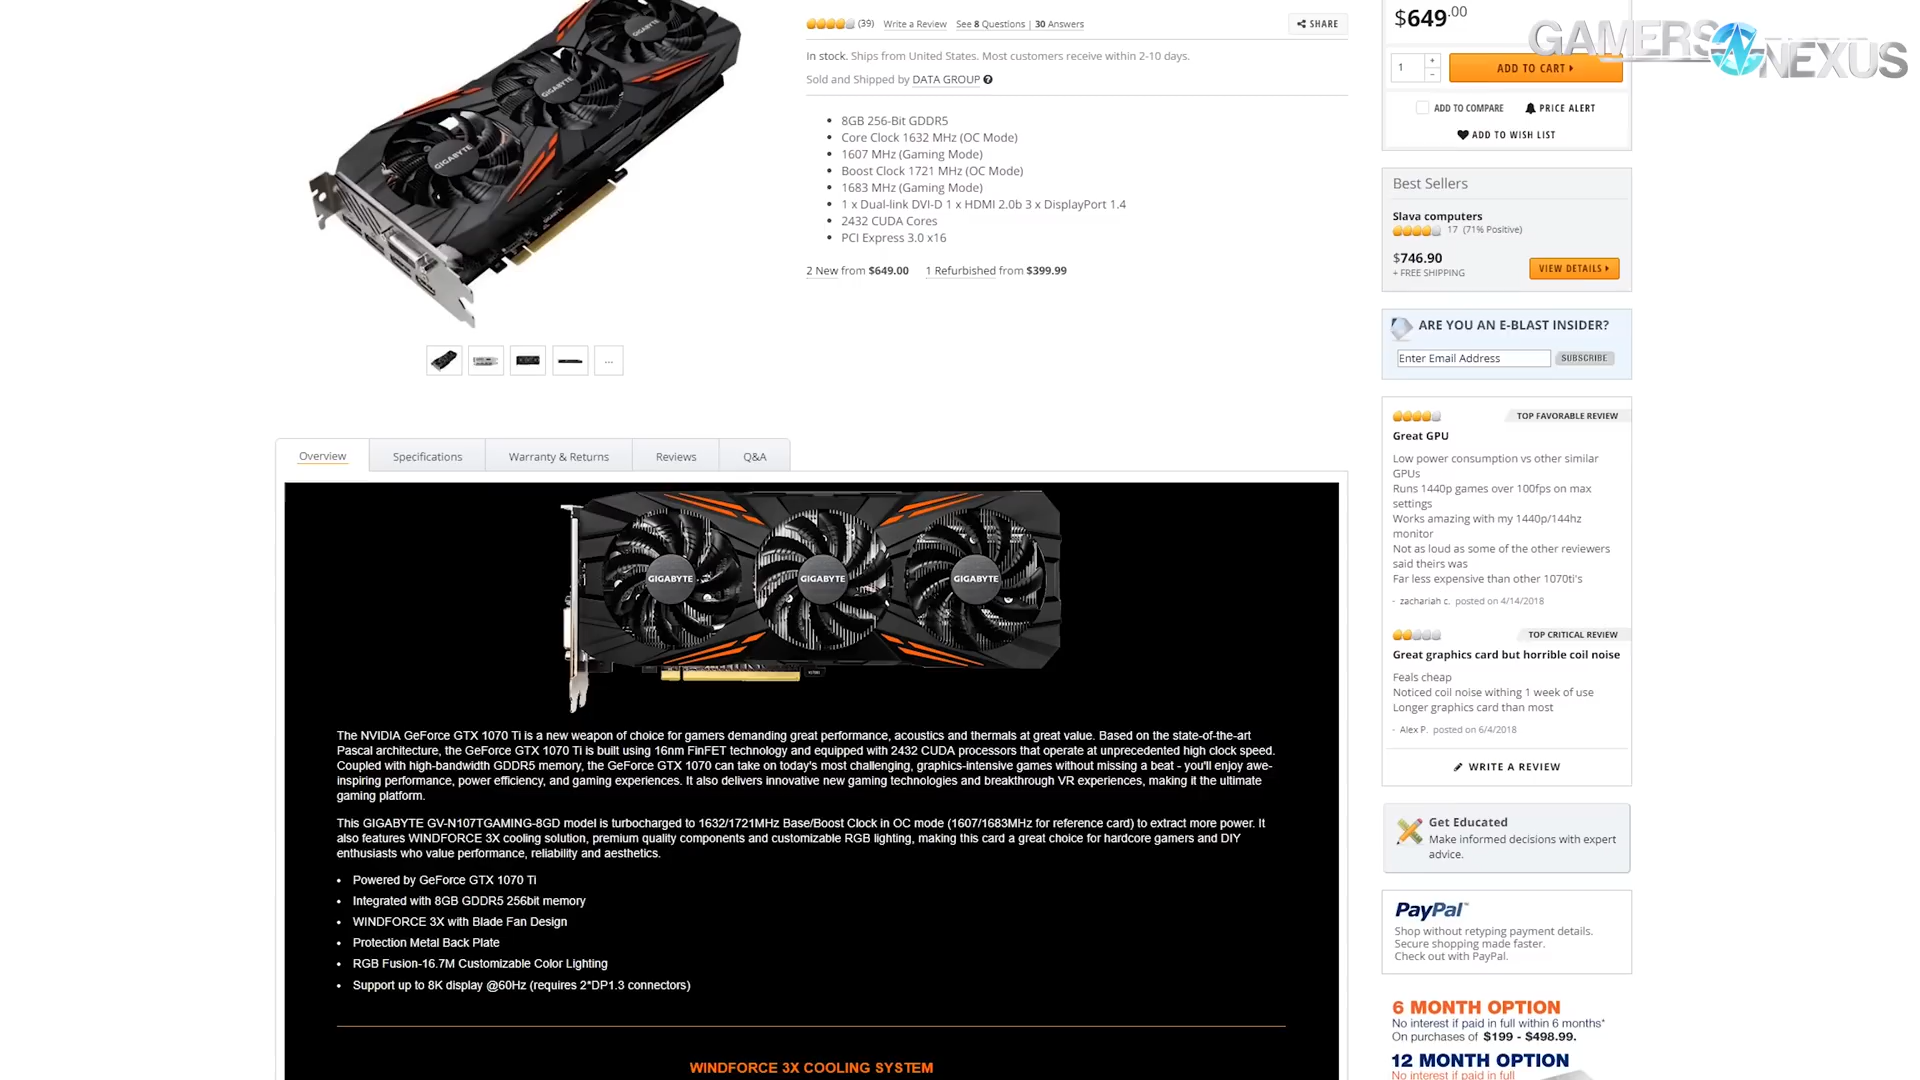 (39) Write a Review See 8 Questions | 30 Answers
SHARE
In stock. Ships from United States. Most customers receive within 2-10 days.
Sold and Shipped by DATA GROUP
8GB 256-Bit GDDR5
Core Clock 1632 MHz (OC Mode)
1607 MHz (Gaming Mode)
Boost Clock 1721 MHz (OC Mode)
1683 MHz (Gaming Mode)
1 x Dual-link DVI-D 1 x HDMI 2.0b 3 x DisplayPort 1.4
2432 CUDA Cores
PCI Express 3.0 x16
2 New from $649.00 1 Refurbished from $399.99
GIGABYTE
GIGABYTE
GIGABYTE
...
$649.00
GAMERS NEXUS
1
ADD TO CART
ADD TO COMPARE
PRICE ALERT
ADD TO WISH LIST
Best Sellers
Slava computers
17 (71% Positive)
$746.90
+ FREE SHIPPING
VIEW DETAILS
ARE YOU AN E-BLAST INSIDER?
Enter Email Address
SUBSCRIBE
TOP FAVORABLE REVIEW
Great GPU
Low power consumption vs other similar
GPUs
Runs 1440p games over 100fps on max
settings
Works amazing with my 1440p/144hz
monitor
Not as loud as some of the other reviewers
said theirs was
Far less expensive than other 1070ti's
- zachariah c. posted on 4/14/2018
TOP CRITICAL REVIEW
Great graphics card but horrible coil noise
Feals cheap
Noticed coil noise withing 1 week of use
Longer graphics card than most
- Alex P. posted on 6/4/2018
WRITE A REVIEW
Get Educated
Make informed decisions with expert
advice.
PayPal
Shop without retyping payment details.
Secure shopping made faster.
Check out with PayPal.
6 MONTH OPTION
No interest if paid in full within 6 months*
On purchases of $199 - $498.99.
12 MONTH OPTION
No interest if paid in full
Overview
Specifications
Warranty & Returns
Reviews
Q&A
GIGABYTE
GIGABYTE
GIGABYTE
The NVIDIA GeForce GTX 1070 Ti is a new weapon of choice for gamers demanding great performance, acoustics and thermals at great value. Based on the state-of-the-art
Pascal architecture, the GeForce GTX 1070 Ti is built using 16nm FinFET technology and equipped with 2432 CUDA processors that operate at unprecedented high clock speed.
Coupled with high-bandwidth GDDR5 memory, the GeForce GTX 1070 can take on today's most challenging, graphics-intensive games without missing a beat - you'll enjoy awe-
inspiring performance, power efficiency, and gaming experiences. It also delivers innovative new gaming technologies and breakthrough VR experiences, making it the ultimate
gaming platform.
This GIGABYTE GV-N107TGAMING-8GD model is turbocharged to 1632/1721MHz Base/Boost Clock in OC mode (1607/1683MHz for reference card) to extract more power. It
also features WINDFORCE 3X cooling solution, premium quality components and customizable RGB lighting, making this card a great choice for hardcore gamers and DIY
enthusiasts who value performance, reliability and aesthetics.
Powered by GeForce GTX 1070 Ti
Integrated with 8GB GDDR5 256bit memory
WINDFORCE 3X with Blade Fan Design
Protection Metal Back Plate
RGB Fusion-16.7M Customizable Color Lighting
Support up to 8K display @60Hz (requires 2*DP1.3 connectors)
WINDFORCE 3X COOLING SYSTEM